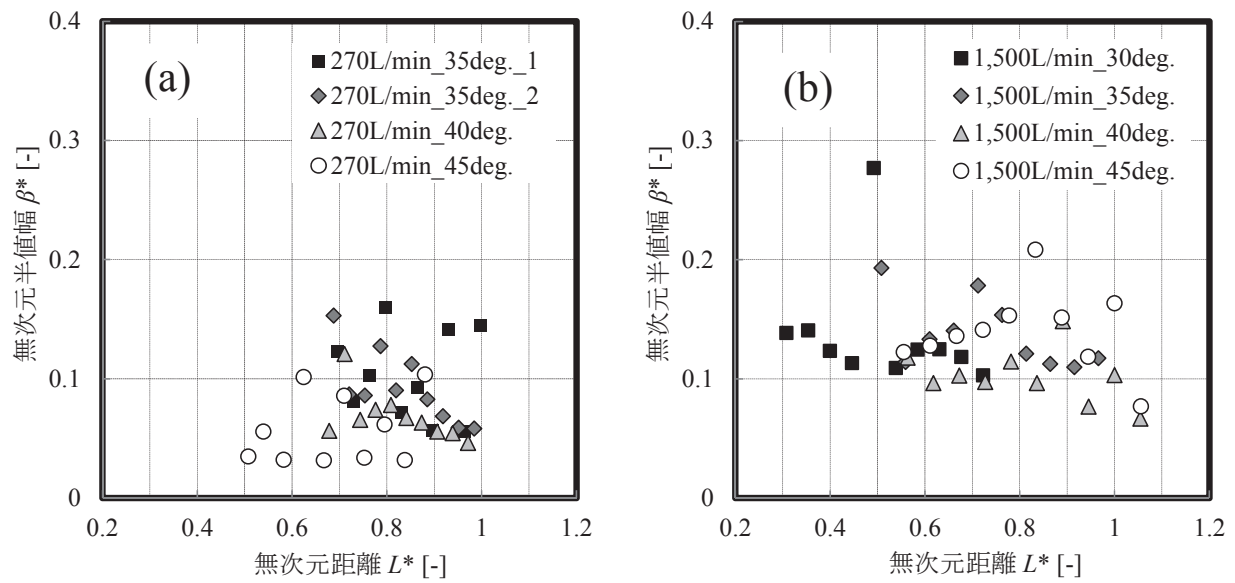 (a)
270L/min_35deg._1
270L/min_35deg._2
270L/min_40deg.
270L/min_45deg.
0.4
0.3
0.2
0.1
0
無次元半値幅 β* [-]
0.2 0.4 0.6 0.8 1 1.2
無次元距離 L* [-]
(b)
1,500L/min_30deg.
1,500L/min_35deg.
1,500L/min_40deg.
1,500L/min_45deg.
0.4
0.3
0.2
0.1
0
無次元半値幅 β* [-]
0.2 0.4 0.6 0.8 1 1.2
無次元距離 L* [-]